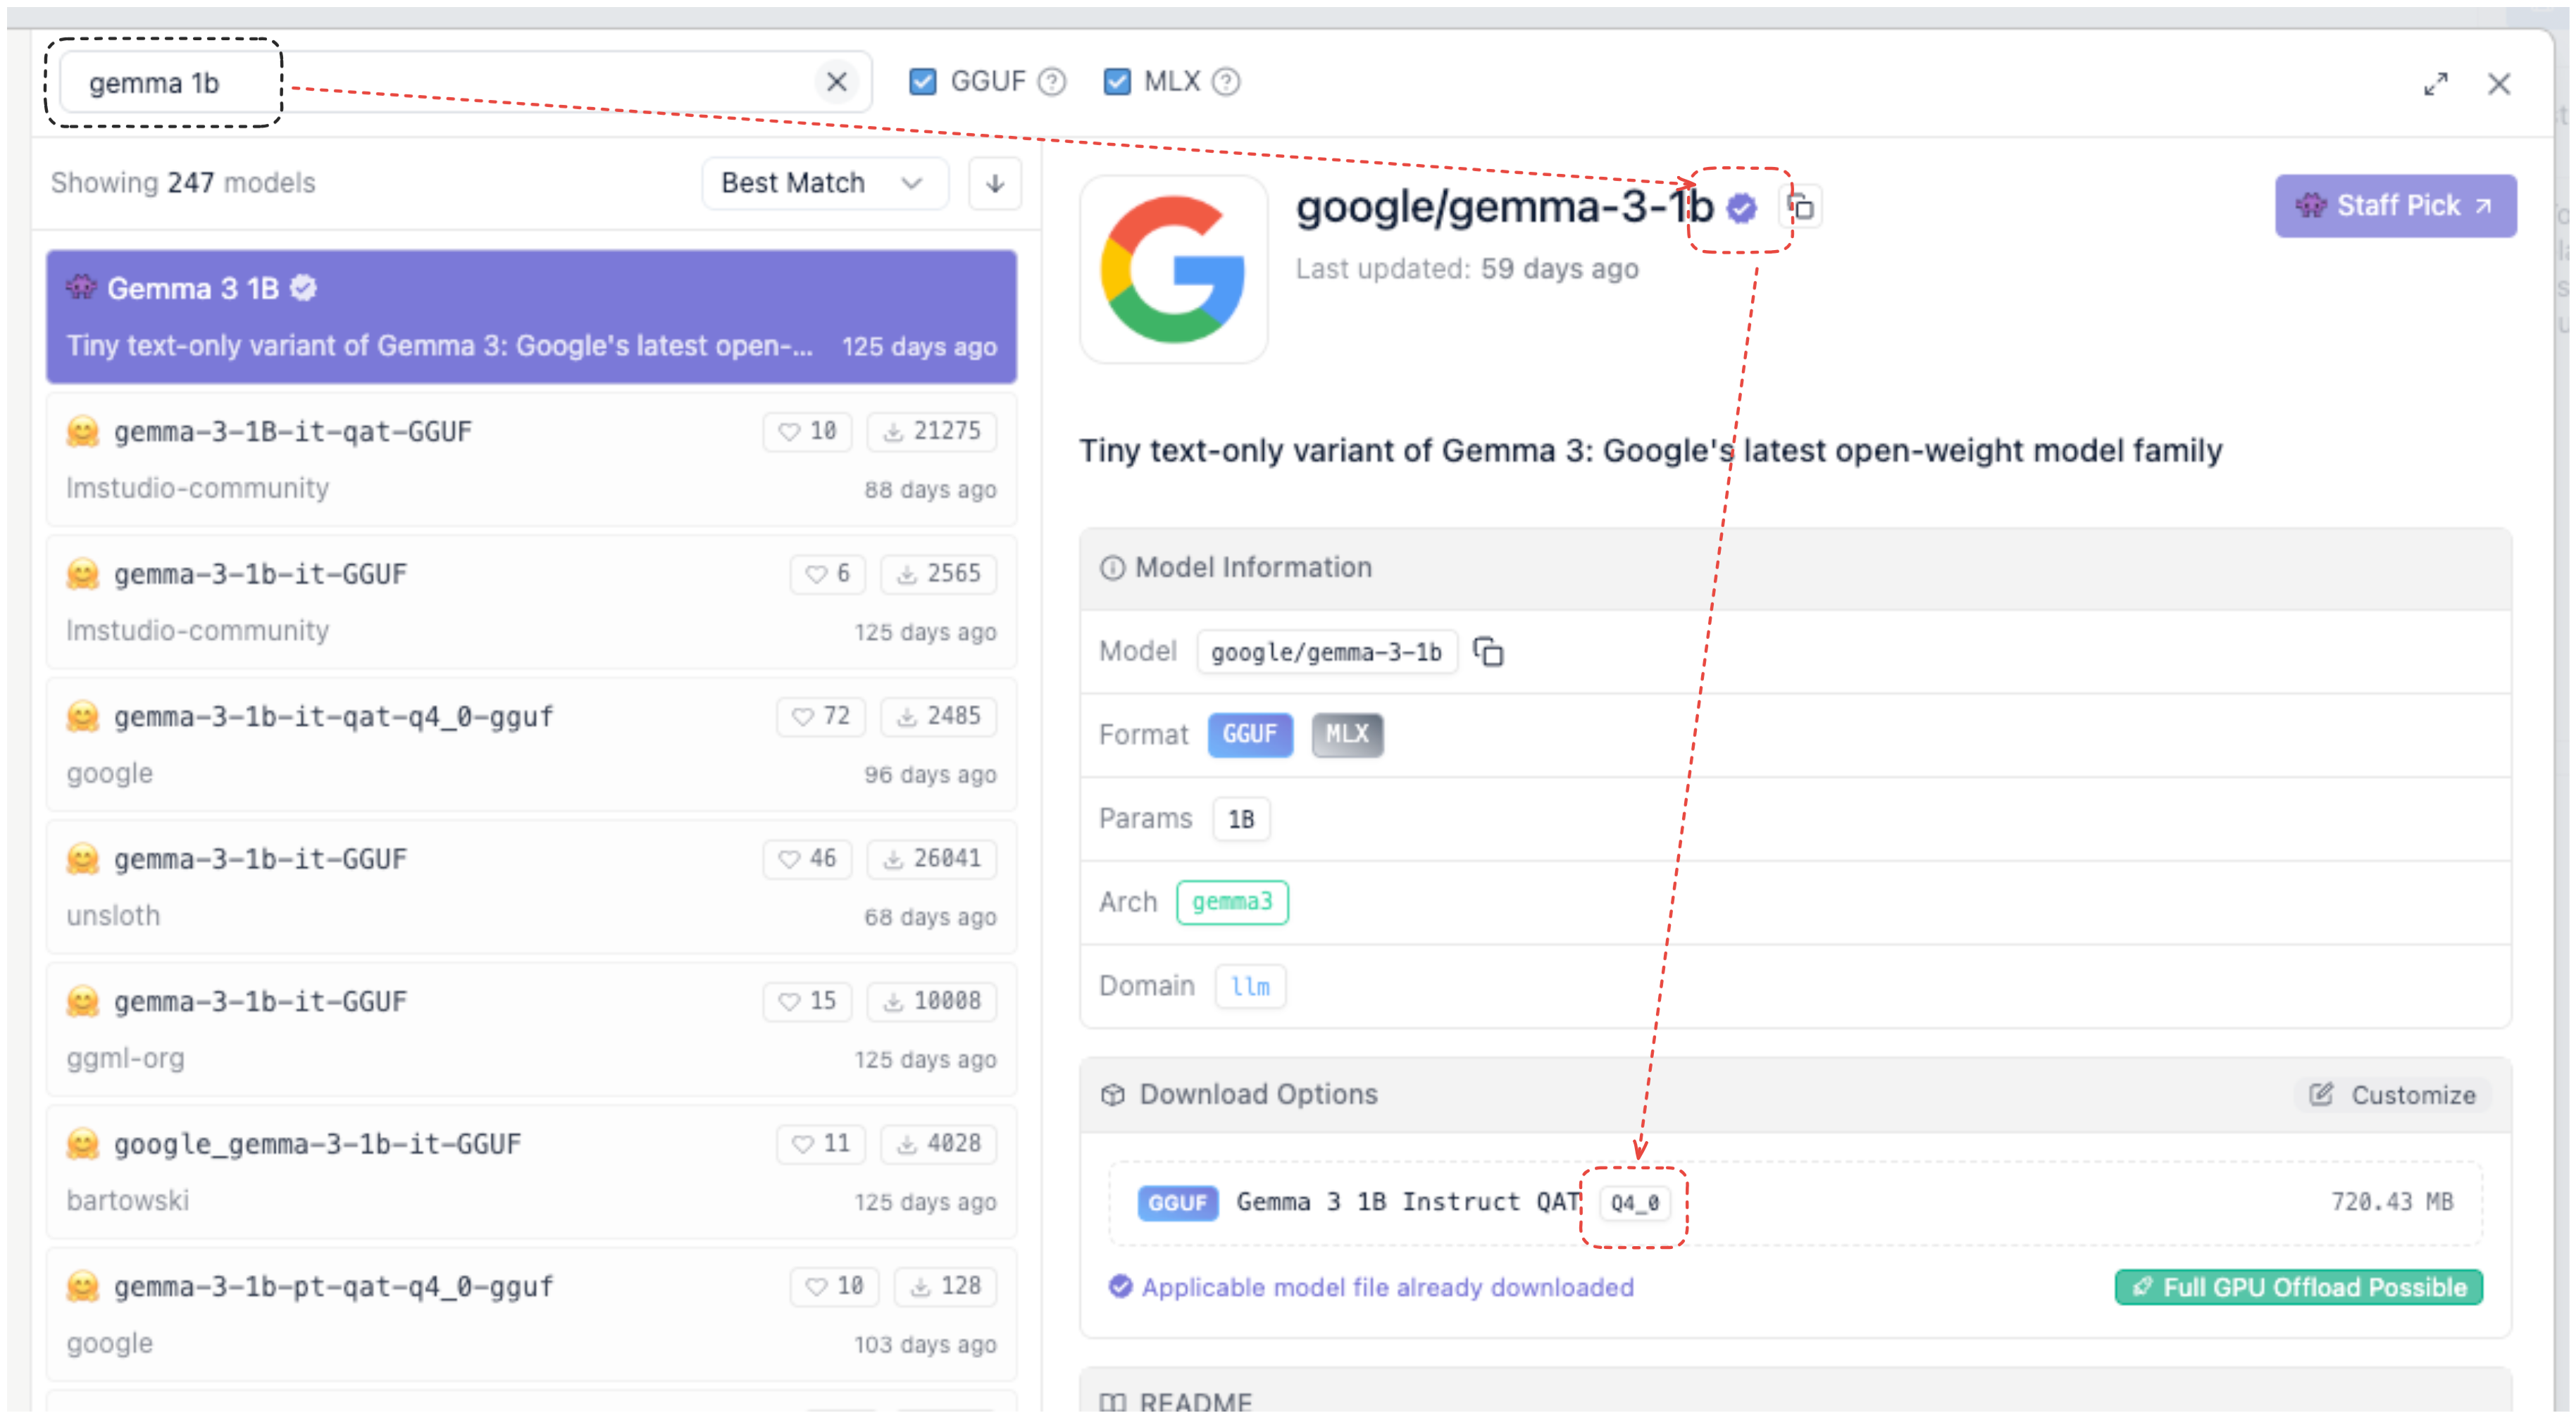 gemma 1b
GGUF
MLX
Showing 247 models
Best Match
Gemma 3 1B
Tiny text-only variant of Gemma 3: Google's latest open-... 125 days ago
gemma-3-1B-it-qat-GGUF 10 21275
lmstudio-community 88 days ago
gemma-3-1b-it-GGUF 6 2565
lmstudio-community 125 days ago
gemma-3-1b-it-qat-q4_0-gguf 72 2485
google 96 days ago
gemma-3-1b-it-GGUF 46 26041
unsloth 68 days ago
gemma-3-1b-it-GGUF 15 10008
ggml-org 125 days ago
google_gemma-3-1b-it-GGUF 11 4028
bartowski 125 days ago
gemma-3-1b-pt-qat-q4_0-gguf 10 128
google 103 days ago
google/gemma-3-1b
Staff Pick
Last updated: 59 days ago
Tiny text-only variant of Gemma 3: Google's latest open-weight model family
Model Information
Model google/gemma-3-1b
Format GGUF MLX
Params 1B
Arch gemma3
Domain llm
Download Options
Customize
GGUF Gemma 3 1B Instruct QAT Q4_0 720.43 MB
Applicable model file already downloaded
Full GPU Offload Possible
README